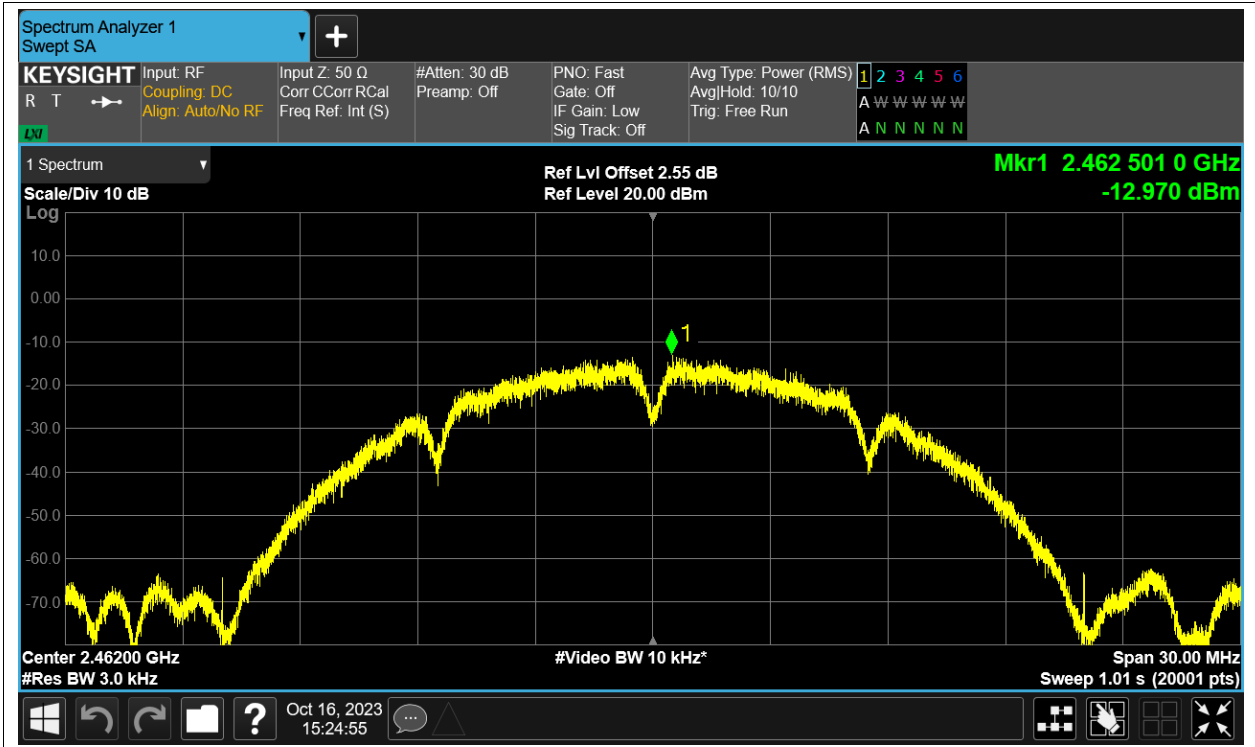 Spectrum Analyzer 1
Swept SA
+
KEYSIGHT
R T
LXI
Input: RF
Coupling: DC
Align: Auto/No RF
Input Z: 50 Ω
Corr CCorr RCal
Freq Ref: Int (S)
#Atten: 30 dB
Preamp: Off
PNO: Fast
Gate: Off
IF Gain: Low
Sig Track: Off
Avg Type: Power (RMS)
Avg|Hold: 10/10
Trig: Free Run
1 2 3 4 5 6
A W W W W W
A N N N N N
1 Spectrum
Scale/Div 10 dB
Ref Lvl Offset 2.55 dB
Ref Level 20.00 dBm
Mkr1 2.462 501 0 GHz
-12.970 dBm
Log
10.0
0.00
-10.0
-20.0
-30.0
-40.0
-50.0
-60.0
-70.0
1
Center 2.46200 GHz
#Res BW 3.0 kHz
#Video BW 10 kHz*
Span 30.00 MHz
Sweep 1.01 s (20001 pts)
?
Oct 16, 2023
15:24:55